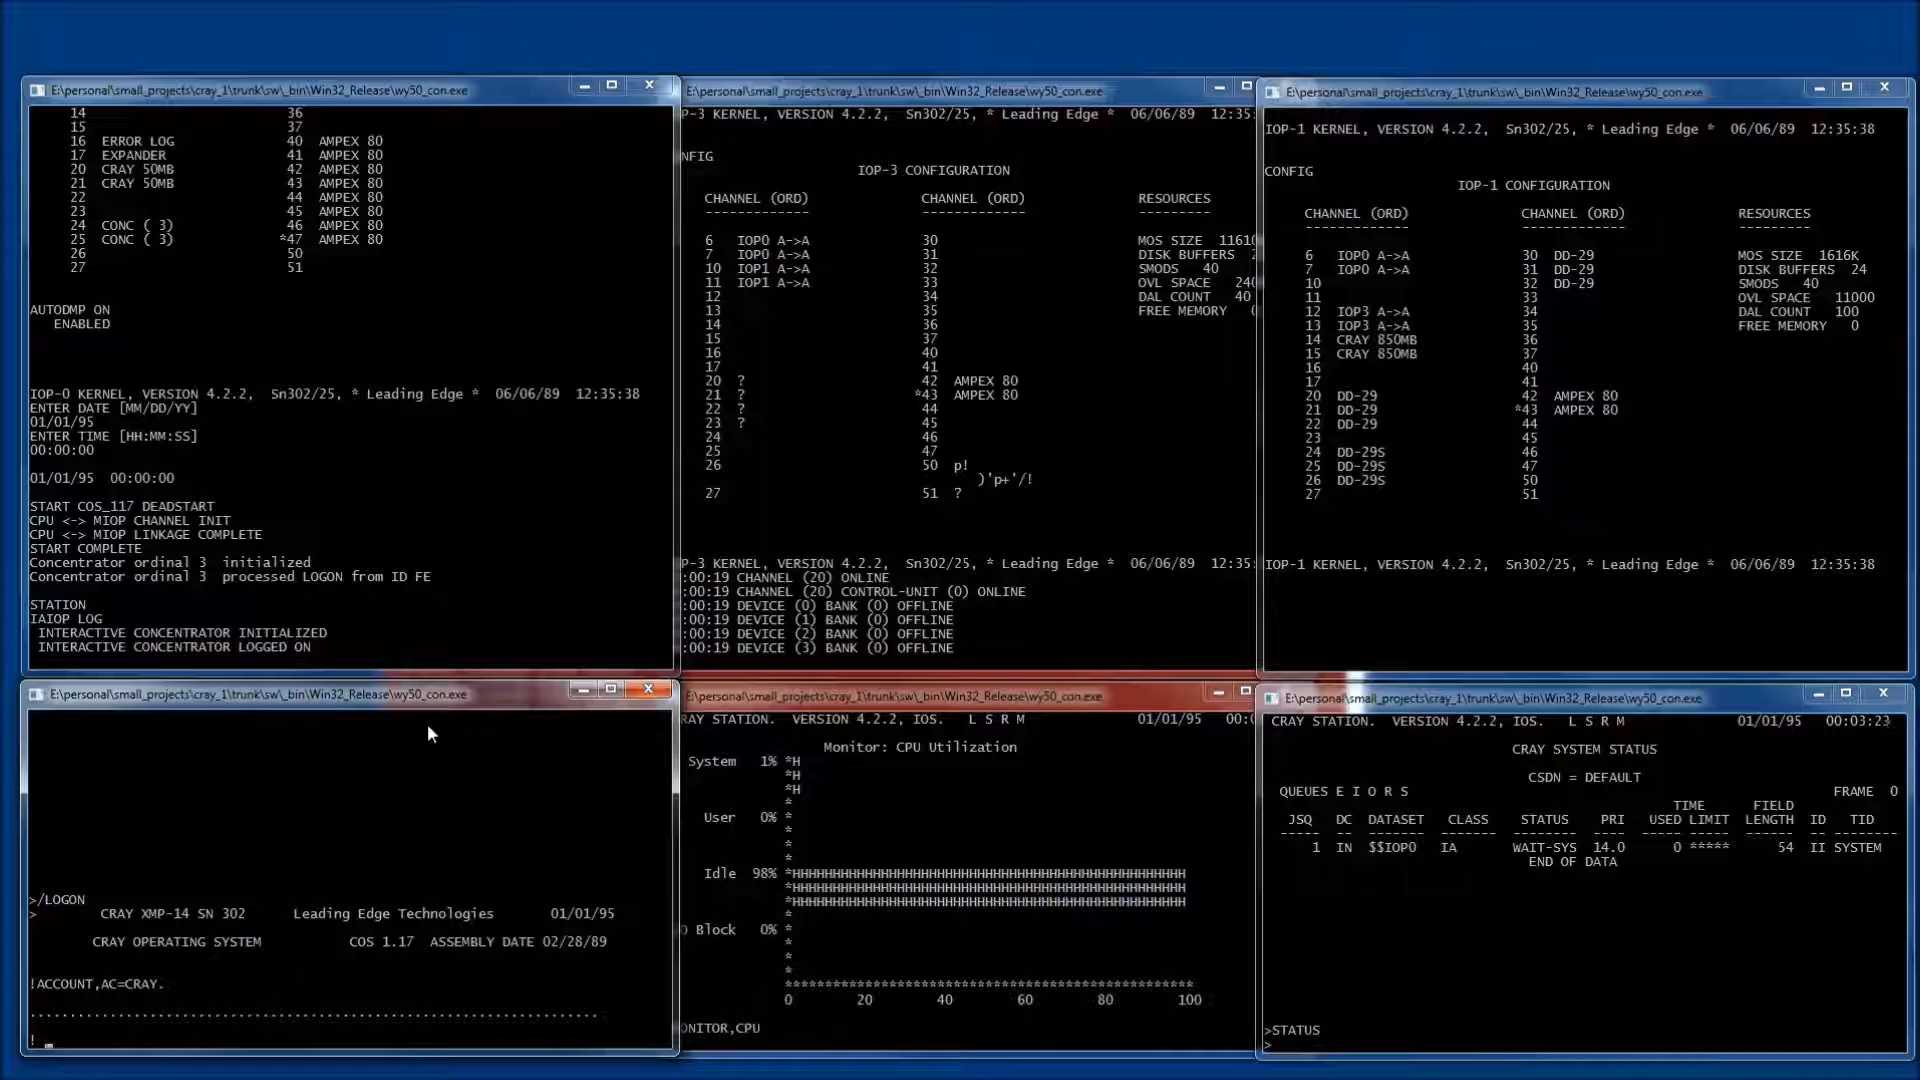 E:\personal\small_projects\cray_1\trunk\sw\_bin\Win32_Release\wy50_con.exe
14 36
15 37
16 ERROR LOG 40 AMPEX 80
17 EXPANDER 41 AMPEX 80
20 CRAY 50MB 42 AMPEX 80
21 CRAY 50MB 43 AMPEX 80
22 44 AMPEX 80
23 45 AMPEX 80
24 CONC ( 3) 46 AMPEX 80
25 CONC ( 3) *47 AMPEX 80
26 50
27 51
AUTODMP ON
ENABLED
IOP-0 KERNEL, VERSION 4.2.2, Sn302/25, * Leading Edge * 06/06/89 12:35:38
ENTER DATE [MM/DD/YY]
01/01/95
ENTER TIME [HH:MM:SS]
00:00:00
01/01/95 00:00:00
START COS_117 DEADSTART
CPU <-> MIOP CHANNEL INIT
CPU <-> MIOP LINKAGE COMPLETE
START COMPLETE
Concentrator ordinal 3 initialized
Concentrator ordinal 3 processed LOGON from ID FE
STATION
IAIOP LOG
INTERACTIVE CONCENTRATOR INITIALIZED
INTERACTIVE CONCENTRATOR LOGGED ON
E:\personal\small_projects\cray_1\trunk\sw\_bin\Win32_Release\wy50_con.exe
P-3 KERNEL, VERSION 4.2.2, Sn302/25, * Leading Edge * 06/06/89 12:35:
NFIG
IOP-3 CONFIGURATION
CHANNEL (ORD) CHANNEL (ORD) RESOURCES
------------- ------------- ---------
6 IOP0 A->A 30 MOS SIZE 1161
7 IOP0 A->A 31 DISK BUFFERS
10 IOP1 A->A 32 SMODS 40
11 IOP1 A->A 33 OVL SPACE 240
12 34 DAL COUNT 40
13 35 FREE MEMORY
14 36
15 37
16 40
17 41
20 ? 42 AMPEX 80
21 ? *43 AMPEX 80
22 ? 44
23 ? 45
24 46
25 47
26 50 p!
)'p+'/!
27 51 ?
P-3 KERNEL, VERSION 4.2.2, Sn302/25, * Leading Edge * 06/06/89 12:35:
:00:19 CHANNEL (20) ONLINE
:00:19 CHANNEL (20) CONTROL-UNIT (0) ONLINE
:00:19 DEVICE (0) BANK (0) OFFLINE
:00:19 DEVICE (1) BANK (0) OFFLINE
:00:19 DEVICE (2) BANK (0) OFFLINE
:00:19 DEVICE (3) BANK (0) OFFLINE
E:\personal\small_projects\cray_1\trunk\sw\_bin\Win32_Release\wy50_con.exe
IOP-1 KERNEL, VERSION 4.2.2, Sn302/25, * Leading Edge * 06/06/89 12:35:38
CONFIG
IOP-1 CONFIGURATION
CHANNEL (ORD) CHANNEL (ORD) RESOURCES
------------- ------------- ---------
6 IOP0 A->A 30 DD-29 MOS SIZE 1616K
7 IOP0 A->A 31 DD-29 DISK BUFFERS 24
10 32 DD-29 SMODS 40
11 33 OVL SPACE 11000
12 IOP3 A->A 34 DAL COUNT 100
13 IOP3 A->A 35 FREE MEMORY 0
14 CRAY 850MB 36
15 CRAY 850MB 37
16 40
17 41
20 DD-29 42 AMPEX 80
21 DD-29 *43 AMPEX 80
22 DD-29 44
23 45
24 DD-29S 46
25 DD-29S 47
26 DD-29S 50
27 51
IOP-1 KERNEL, VERSION 4.2.2, Sn302/25, * Leading Edge * 06/06/89 12:35:38
E:\personal\small_projects\cray_1\trunk\sw\_bin\Win32_Release\wy50_con.exe
>/LOGON
> CRAY XMP-14 SN 302 Leading Edge Technologies 01/01/95
CRAY OPERATING SYSTEM COS 1.17 ASSEMBLY DATE 02/28/89
!ACCOUNT,AC=CRAY.
.......................................................................
!
E:\personal\small_projects\cray_1\trunk\sw\_bin\Win32_Release\wy50_con.exe
RAY STATION. VERSION 4.2.2, IOS. L S R M 01/01/95 00:
Monitor: CPU Utilization
System 1% *H
*H
*H
*
User 0% *
*
*
*
Idle 98% *HHHHHHHHHHHHHHHHHHHHHHHHHHHHHHHHHHHHHHHHHHHHHHHHH
*HHHHHHHHHHHHHHHHHHHHHHHHHHHHHHHHHHHHHHHHHHHHHHHHH
*HHHHHHHHHHHHHHHHHHHHHHHHHHHHHHHHHHHHHHHHHHHHHHHHH
*
Block 0% *
*
*
*
***************************************************
0 20 40 60 80 100
ONITOR,CPU
E:\personal\small_projects\cray_1\trunk\sw\_bin\Win32_Release\wy50_con.exe
CRAY STATION. VERSION 4.2.2, IOS. L S R M 01/01/95 00:03:23
CRAY SYSTEM STATUS
CSDN = DEFAULT
QUEUES E I O R S FRAME 0
TIME FIELD
JSQ DC DATASET CLASS STATUS PRI USED LIMIT LENGTH ID TID
----- -- ------- ------ -------- ---- ---- ----- ------ -- --------
1 IN $$IOP0 IA WAIT-SYS 14.0 0 ***** 54 II SYSTEM
END OF DATA
>STATUS
>